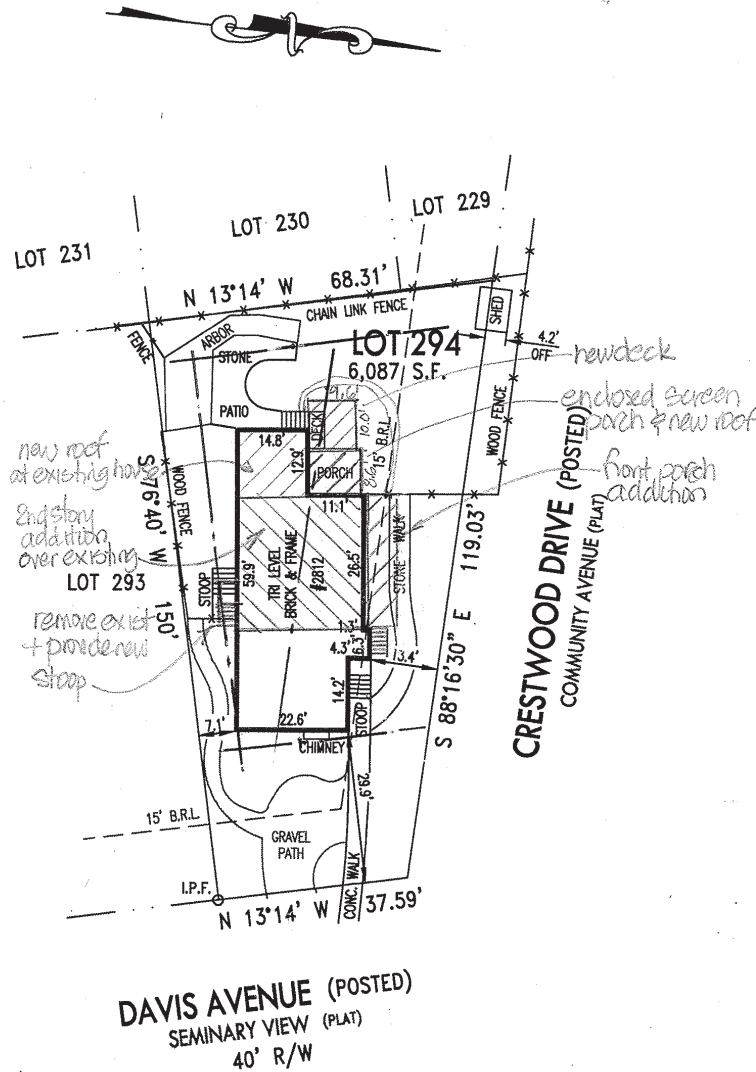 LOT 231
LOT 230
LOT 229
N 13°14' W 68.31'
CHAIN LINK FENCE
SHED
4.2'
OFF
FENCE
ARBOR
STONE
PATIO
LOT 294
6,087 S.F.
new deck
9.6'
10.0'
DECK
15' B.R.L.
WOOD FENCE
enclosed screen
porch & new roof
14.8'
12.9'
PORCH
8.6'
11.1'
new roof
at existing house
front porch
addition
S 76°40' W 150'
WOOD FENCE
2nd story
addition
over existing
LOT 293
59.9'
TRI LEVEL
BRICK & FRAME
#2812
26.5'
STONE WALK
S 88°16'30" E 119.03'
CRESTWOOD DRIVE (POSTED)
COMMUNITY AVENUE (PLAT)
STOOP
remove exist
+ provide new
stoop
1.3'
4.3'
6.3'
13.4'
14.2'
STOOP
7.1'
22.6'
CHIMNEY
29.9'
15' B.R.L.
GRAVEL
PATH
CONC. WALK
I.P.F.
N 13°14' W 37.59'
DAVIS AVENUE (POSTED)
SEMINARY VIEW (PLAT)
40' R/W